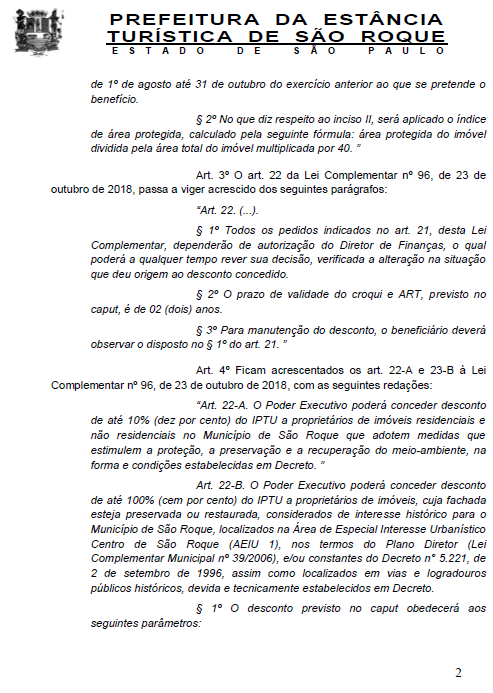 PREFEITURA DA ESTÂNCIA
TURÍSTICA DE SÃO ROQUE
ESTADO DE SÃO PAULO
de 1º de agosto até 31 de outubro do exercício anterior ao que se pretende o
benefício.
§ 2º No que diz respeito ao inciso II, será aplicado o índice
de área protegida, calculado pela seguinte fórmula: área protegida do imóvel
dividida pela área total do imóvel multiplicada por 40. ”
Art. 3º O art. 22 da Lei Complementar nº 96, de 23 de
outubro de 2018, passa a viger acrescido dos seguintes parágrafos:
“Art. 22. (...).
§ 1º Todos os pedidos indicados no art. 21, desta Lei
Complementar, dependerão de autorização do Diretor de Finanças, o qual
poderá a qualquer tempo rever sua decisão, verificada a alteração na situação
que deu origem ao desconto concedido.
§ 2º O prazo de validade do croqui e ART, previsto no
caput, é de 02 (dois) anos.
§ 3º Para manutenção do desconto, o beneficiário deverá
observar o disposto no § 1º do art. 21. ”
Art. 4º Ficam acrescentados os art. 22-A e 23-B à Lei
Complementar nº 96, de 23 de outubro de 2018, com as seguintes redações:
“Art. 22-A. O Poder Executivo poderá conceder desconto
de até 10% (dez por cento) do IPTU a proprietários de imóveis residenciais e
não residenciais no Município de São Roque que adotem medidas que
estimulem a proteção, a preservação e a recuperação do meio-ambiente, na
forma e condições estabelecidas em Decreto. ”
Art. 22-B. O Poder Executivo poderá conceder desconto
de até 100% (cem por cento) do IPTU a proprietários de imóveis, cuja fachada
esteja preservada ou restaurada, considerados de interesse histórico para o
Município de São Roque, localizados na Área de Especial Interesse Urbanístico
Centro de São Roque (AEIU 1), nos termos do Plano Diretor (Lei
Complementar Municipal nº 39/2006), e/ou constantes do Decreto n° 5.221, de
2 de setembro de 1996, assim como localizados em vias e logradouros
públicos históricos, devida e tecnicamente estabelecidos em Decreto.
§ 1º O desconto previsto no caput obedecerá aos
seguintes parâmetros:
2